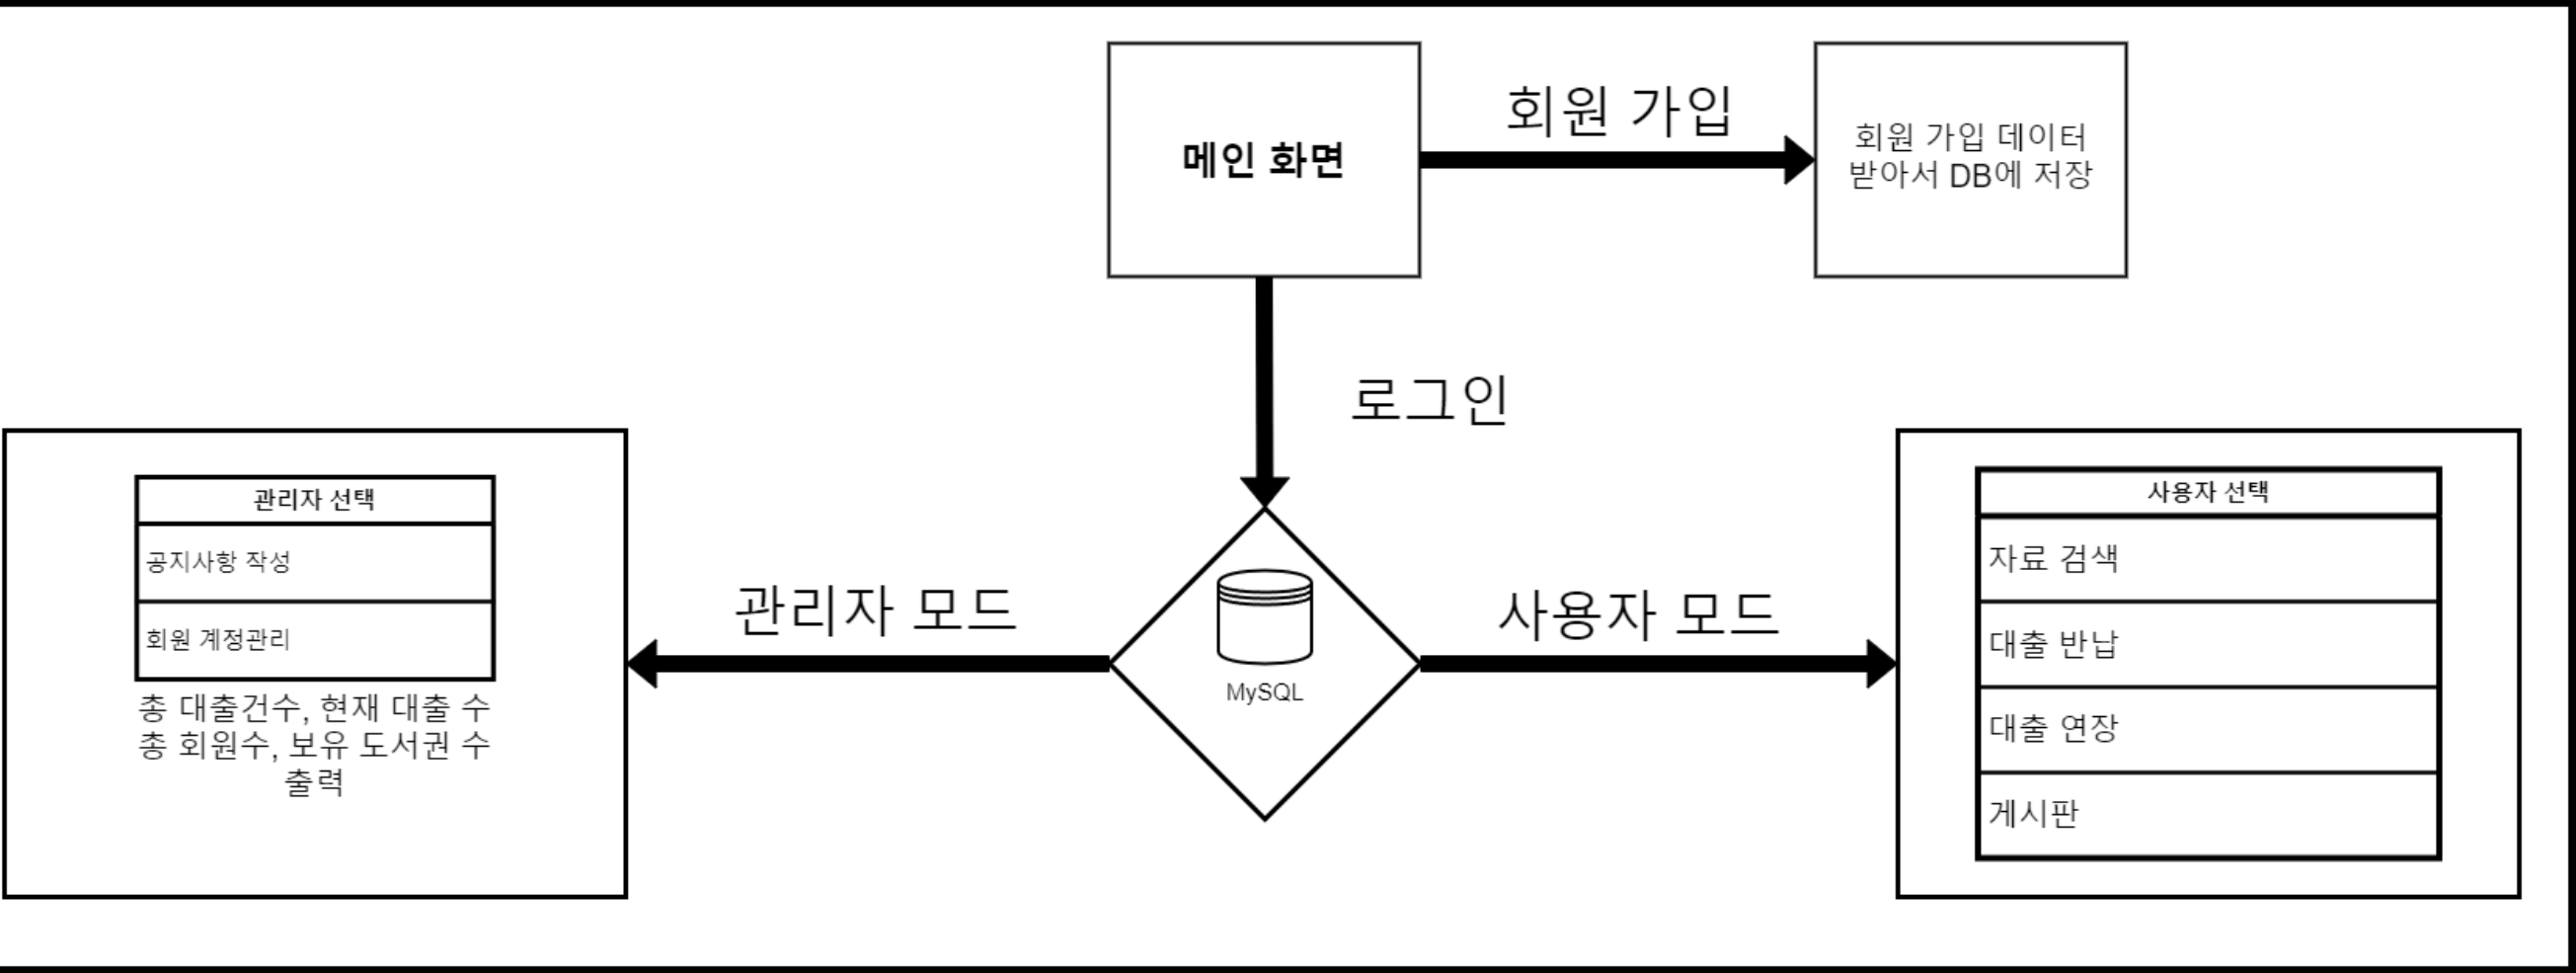 메인 화면
회원 가입
회원 가입 데이터
받아서 DB에 저장
로그인
관리자 선택
공지사항 작성
회원 계정관리
총 대출건수, 현재 대출 수
총 회원수, 보유 도서권 수
출력
관리자 모드
MySQL
사용자 모드
사용자 선택
자료 검색
대출 반납
대출 연장
게시판